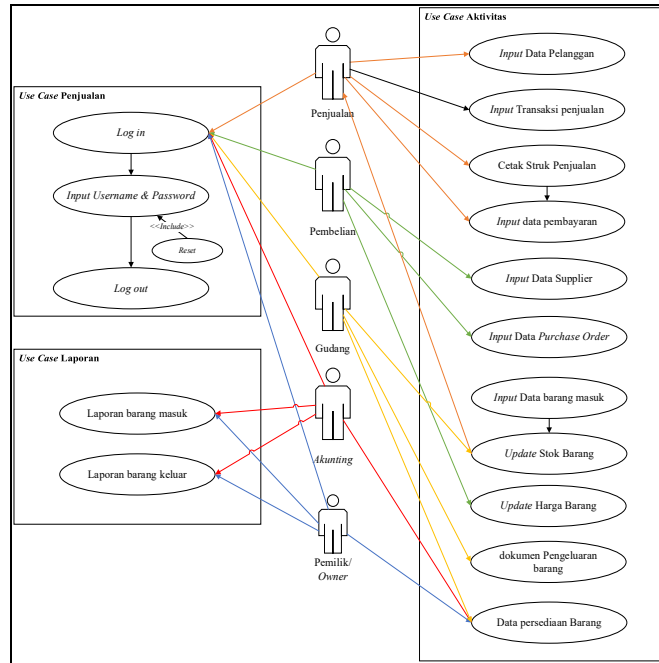 Use Case Penjualan
Log in
Input Username & Password
<<Include>>
Reset
Log out
Use Case Laporan
Laporan barang masuk
Laporan barang keluar
Penjualan
Pembelian
Gudang
Akunting
Pemilik/
Owner
Use Case Aktivitas
Input Data Pelanggan
Input Transaksi penjualan
Cetak Struk Penjualan
Input data pembayaran
Input Data Supplier
Input Data Purchase Order
Input Data barang masuk
Update Stok Barang
Update Harga Barang
dokumen Pengeluaran
barang
Data persediaan Barang